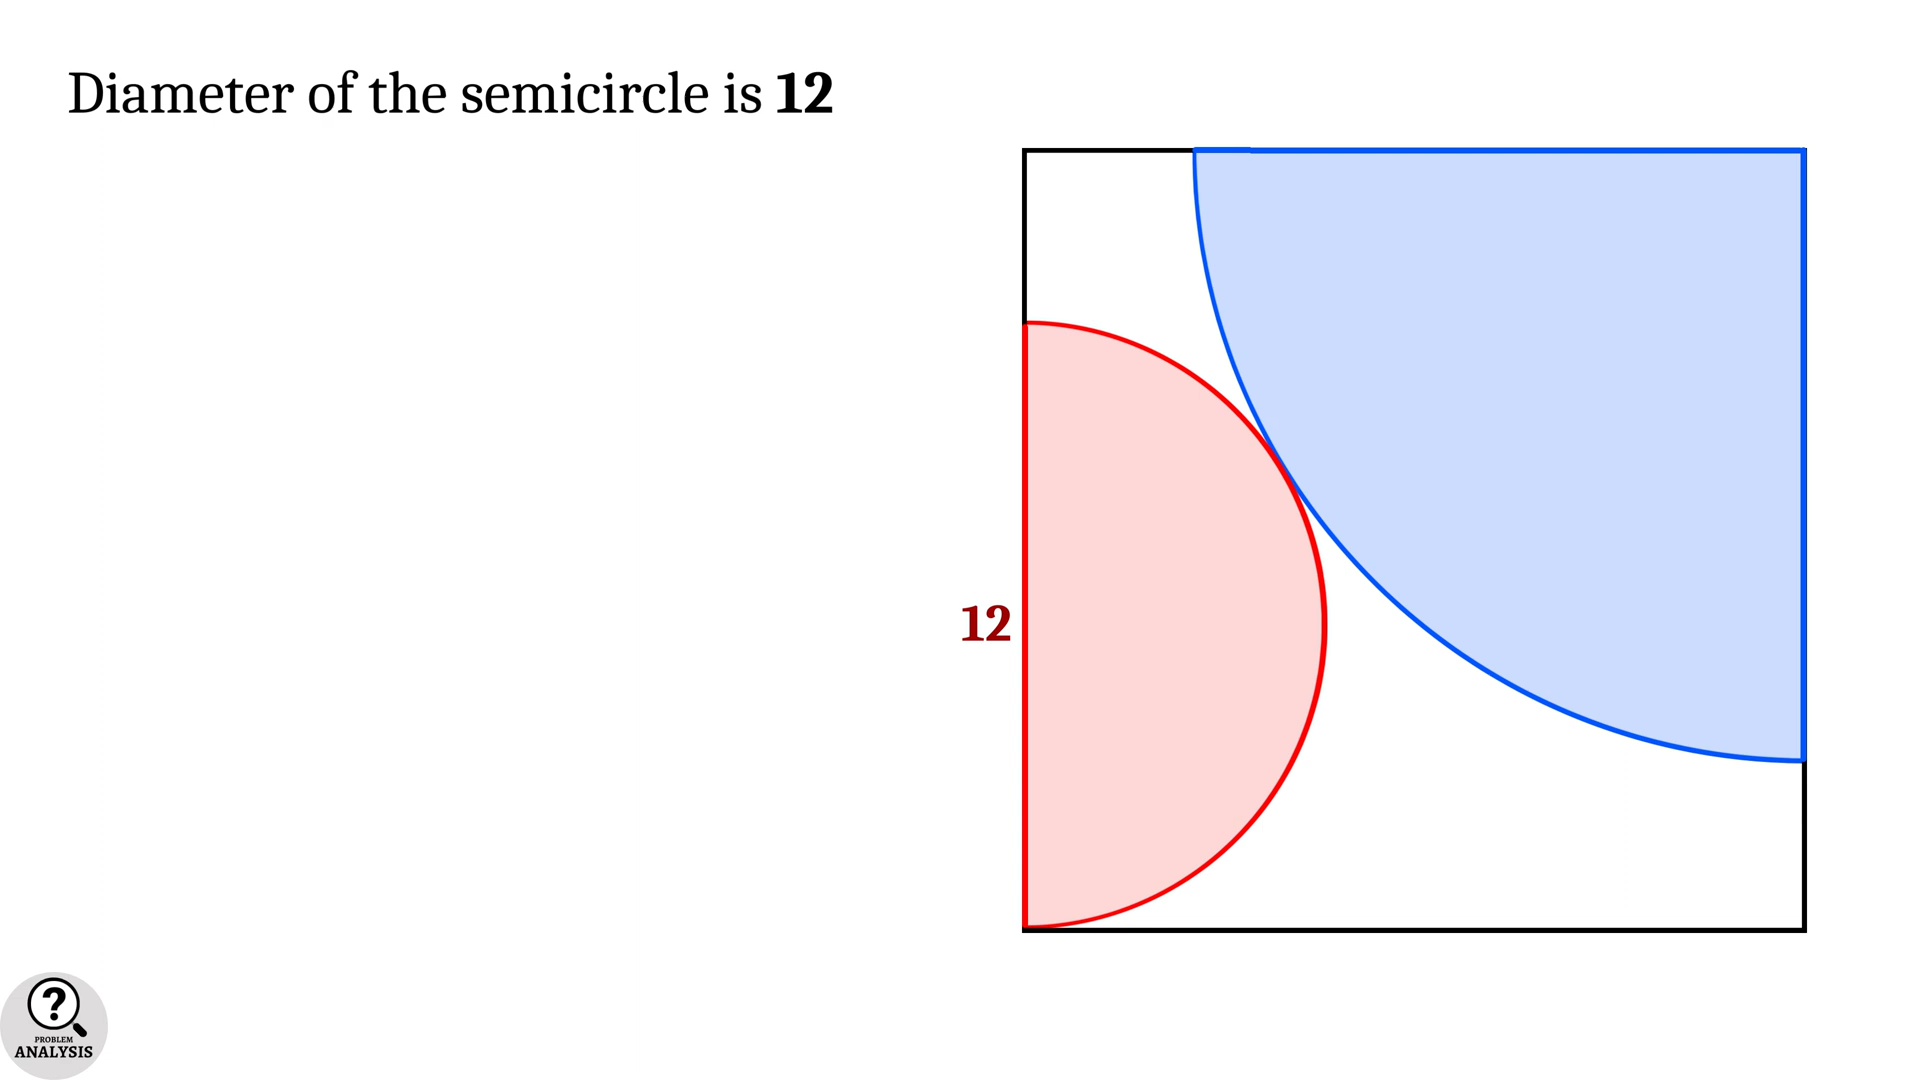 Diameter of the semicircle is 12
12
?
PROBLEM
ANALYSIS